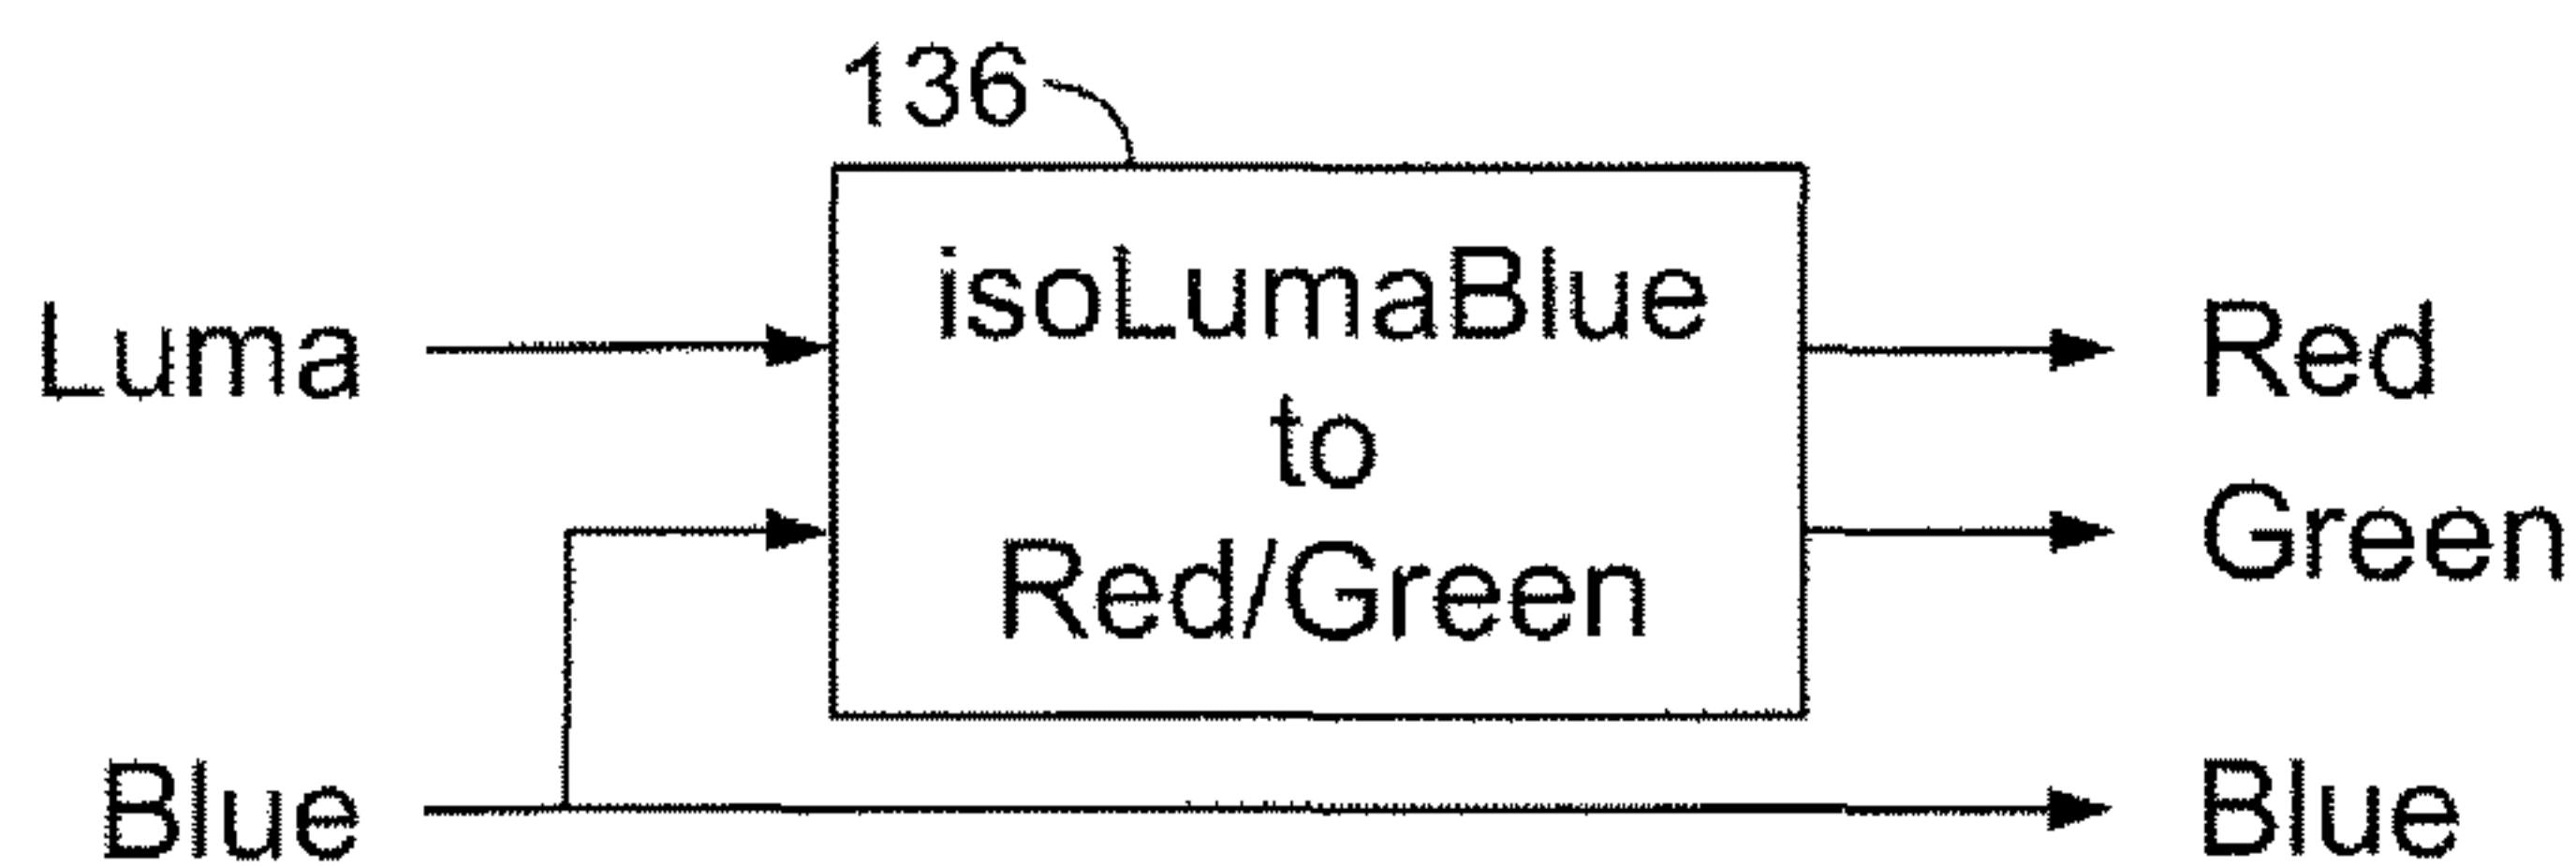 136
isoLumaBlue
to
Red/Green
Luma
Blue
Red
Green
Blue